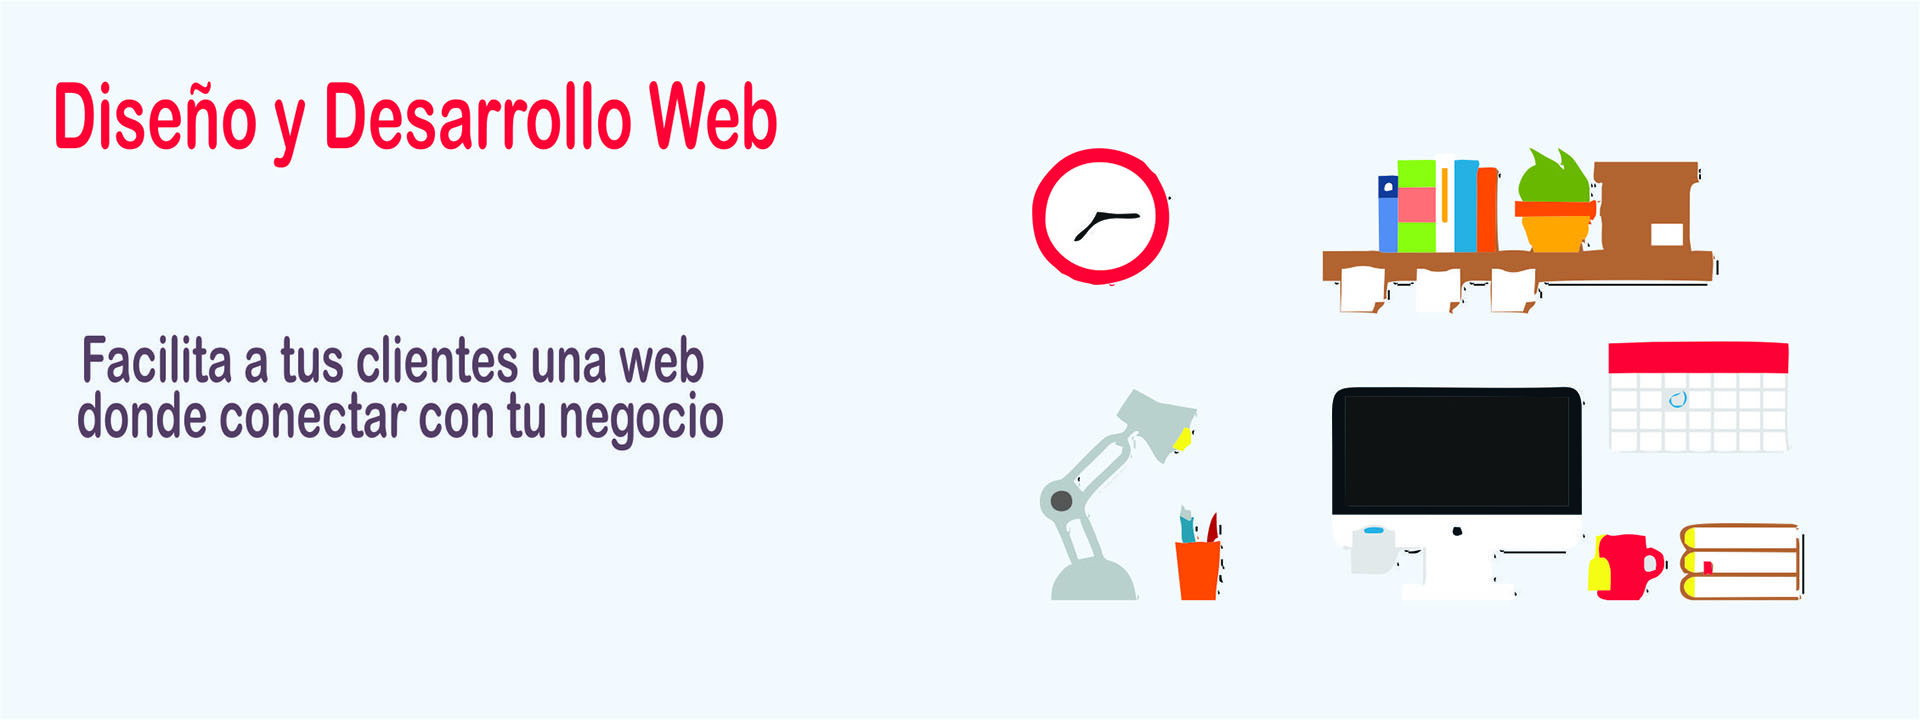 Diseño y Desarrollo Web
Facilita a tus clientes una web
donde conectar con tu negocio